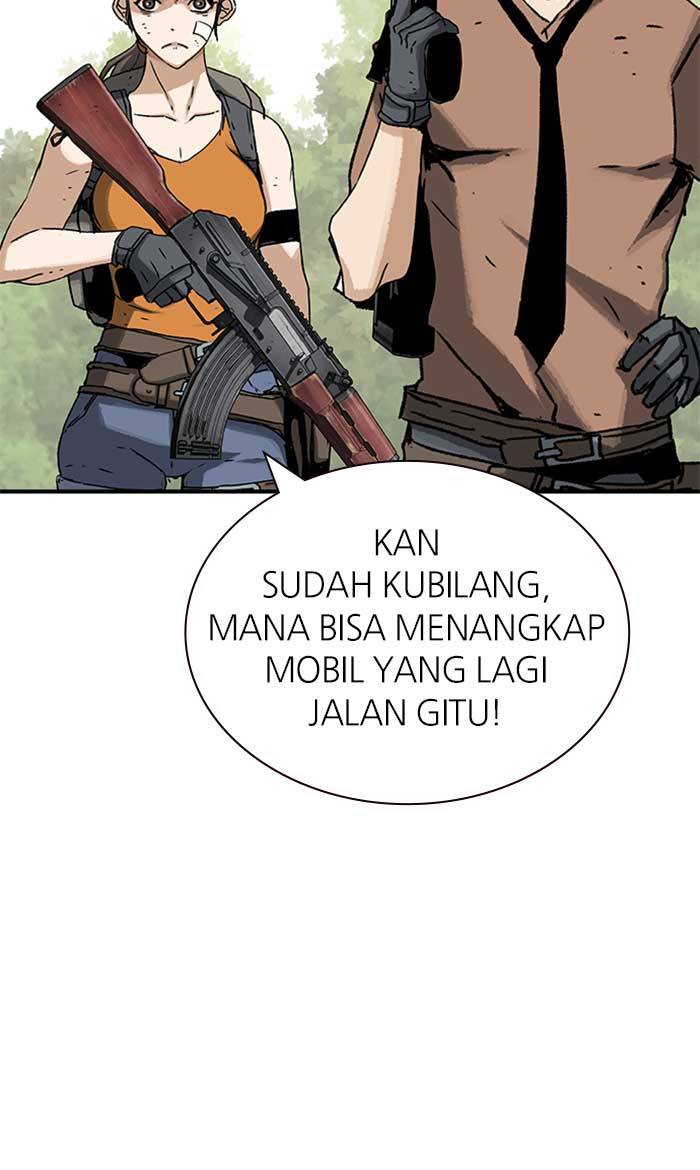 KAN
SUDAH KUBILANG,
MANA BISA MENANGKAP
MOBIL YANG LAGI
JALAN GITU!